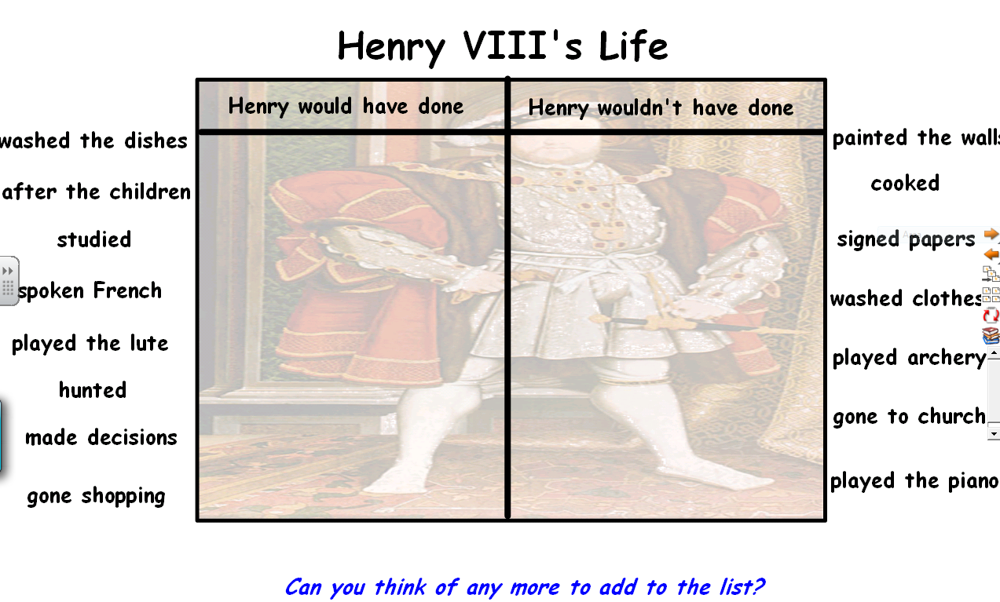 Henry VIII's Life
Henry would have done
Henry wouldn't have done
washed the dishes
after the children
studied
spoken French
played the lute
hunted
made decisions
gone shopping
painted the walls
cooked
signed papers
washed clothes
played archery
gone to church
played the piano
Can you think of any more to add to the list?